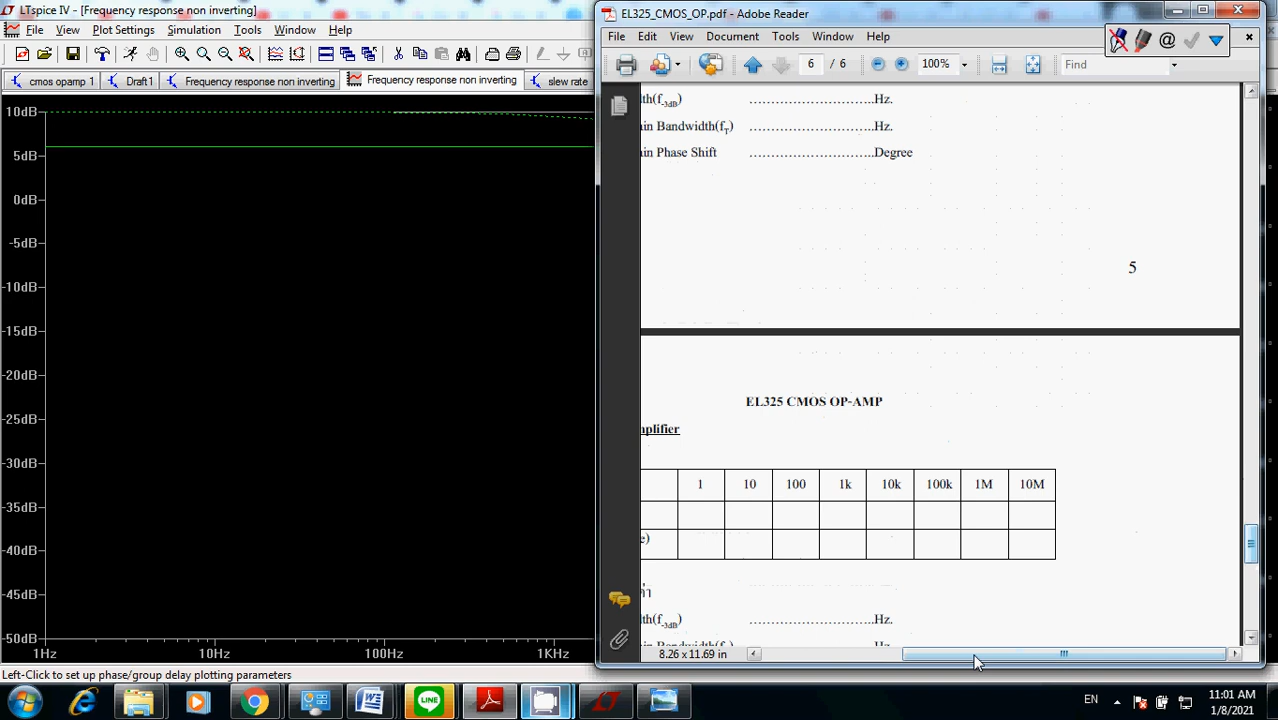 LTspice IV - [Frequency response non inverting]
File View Plot Settings Simulation Tools Window Help
cmos opamp 1 Draft1 Frequency response non inverting Frequency response non inverting slew rate
10dB
5dB
0dB
-5dB
-10dB
-15dB
-20dB
-25dB
-30dB
-35dB
-40dB
-45dB
-50dB
1Hz 10Hz 100Hz 1KHz
Left-Click to set up phase/group delay plotting parameters
EL325_CMOS_OP.pdf - Adobe Reader
File Edit View Document Tools Window Help
6 / 6 100% Find
th(f-3dB) ..............................Hz.
in Bandwidth(fT) ..............................Hz.
in Phase Shift ..............................Degree
5
EL325 CMOS OP-AMP
nplifier
1 10 100 1k 10k 100k 1M 10M
e)
th(f-3dB) ..............................Hz.
8.26 x 11.69 in
EN
11:01 AM
1/8/2021